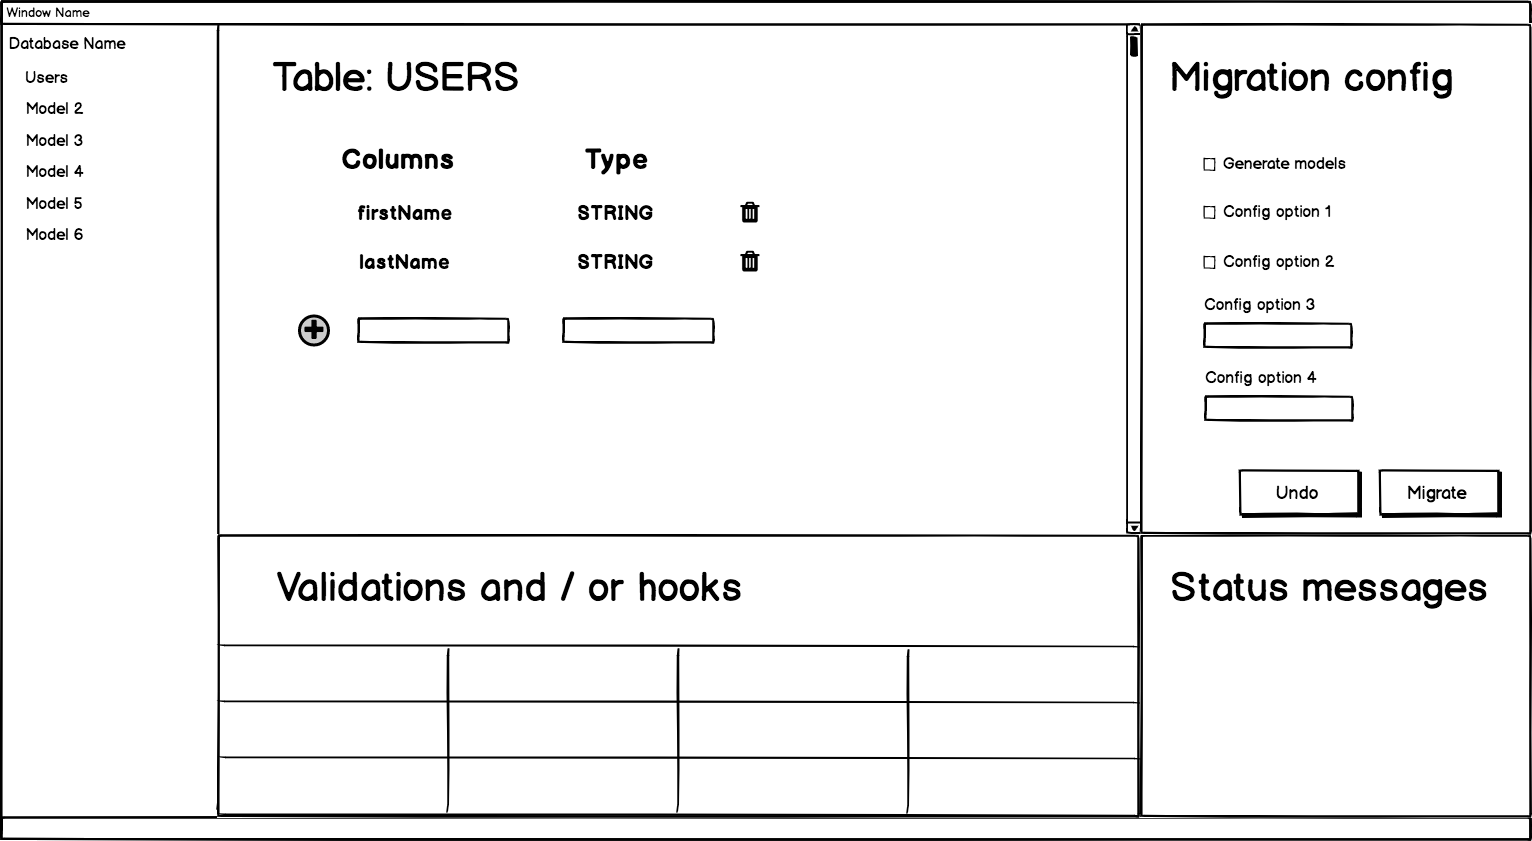 Window Name
Database Name
Users
Model 2
Model 3
Model 4
Model 5
Model 6
Table: USERS
Columns Type
firstName STRING
lastName STRING
Migration config
Generate models
Config option 1
Config option 2
Config option 3
Config option 4
Undo Migrate
Validations and / or hooks
Status messages